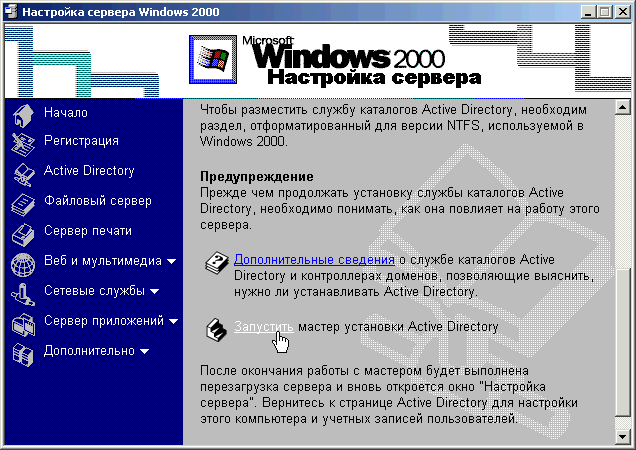 Настройка сервера Windows 2000
Microsoft
Windows 2000
Настройка сервера
Начало
Регистрация
Active Directory
Файловый сервер
Сервер печати
Веб и мультимедиа
Сетевые службы
Сервер приложений
Дополнительно
Чтобы разместить службу каталогов Active Directory, необходим
раздел, отформатированный для версии NTFS, используемой в
Windows 2000.
Предупреждение
Прежде чем продолжать установку службы каталогов Active
Directory, необходимо понимать, как она повлияет на работу этого
сервера.
Дополнительные сведения о службе каталогов Active
Directory и контроллерах доменов, позволяющие выяснить,
нужно ли устанавливать Active Directory.
Запустить мастер установки Active Directory
После окончания работы с мастером будет выполнена
перезагрузка сервера и вновь откроется окно "Настройка
сервера". Вернитесь к странице Active Directory для настройки
этого компьютера и учетных записей пользователей.